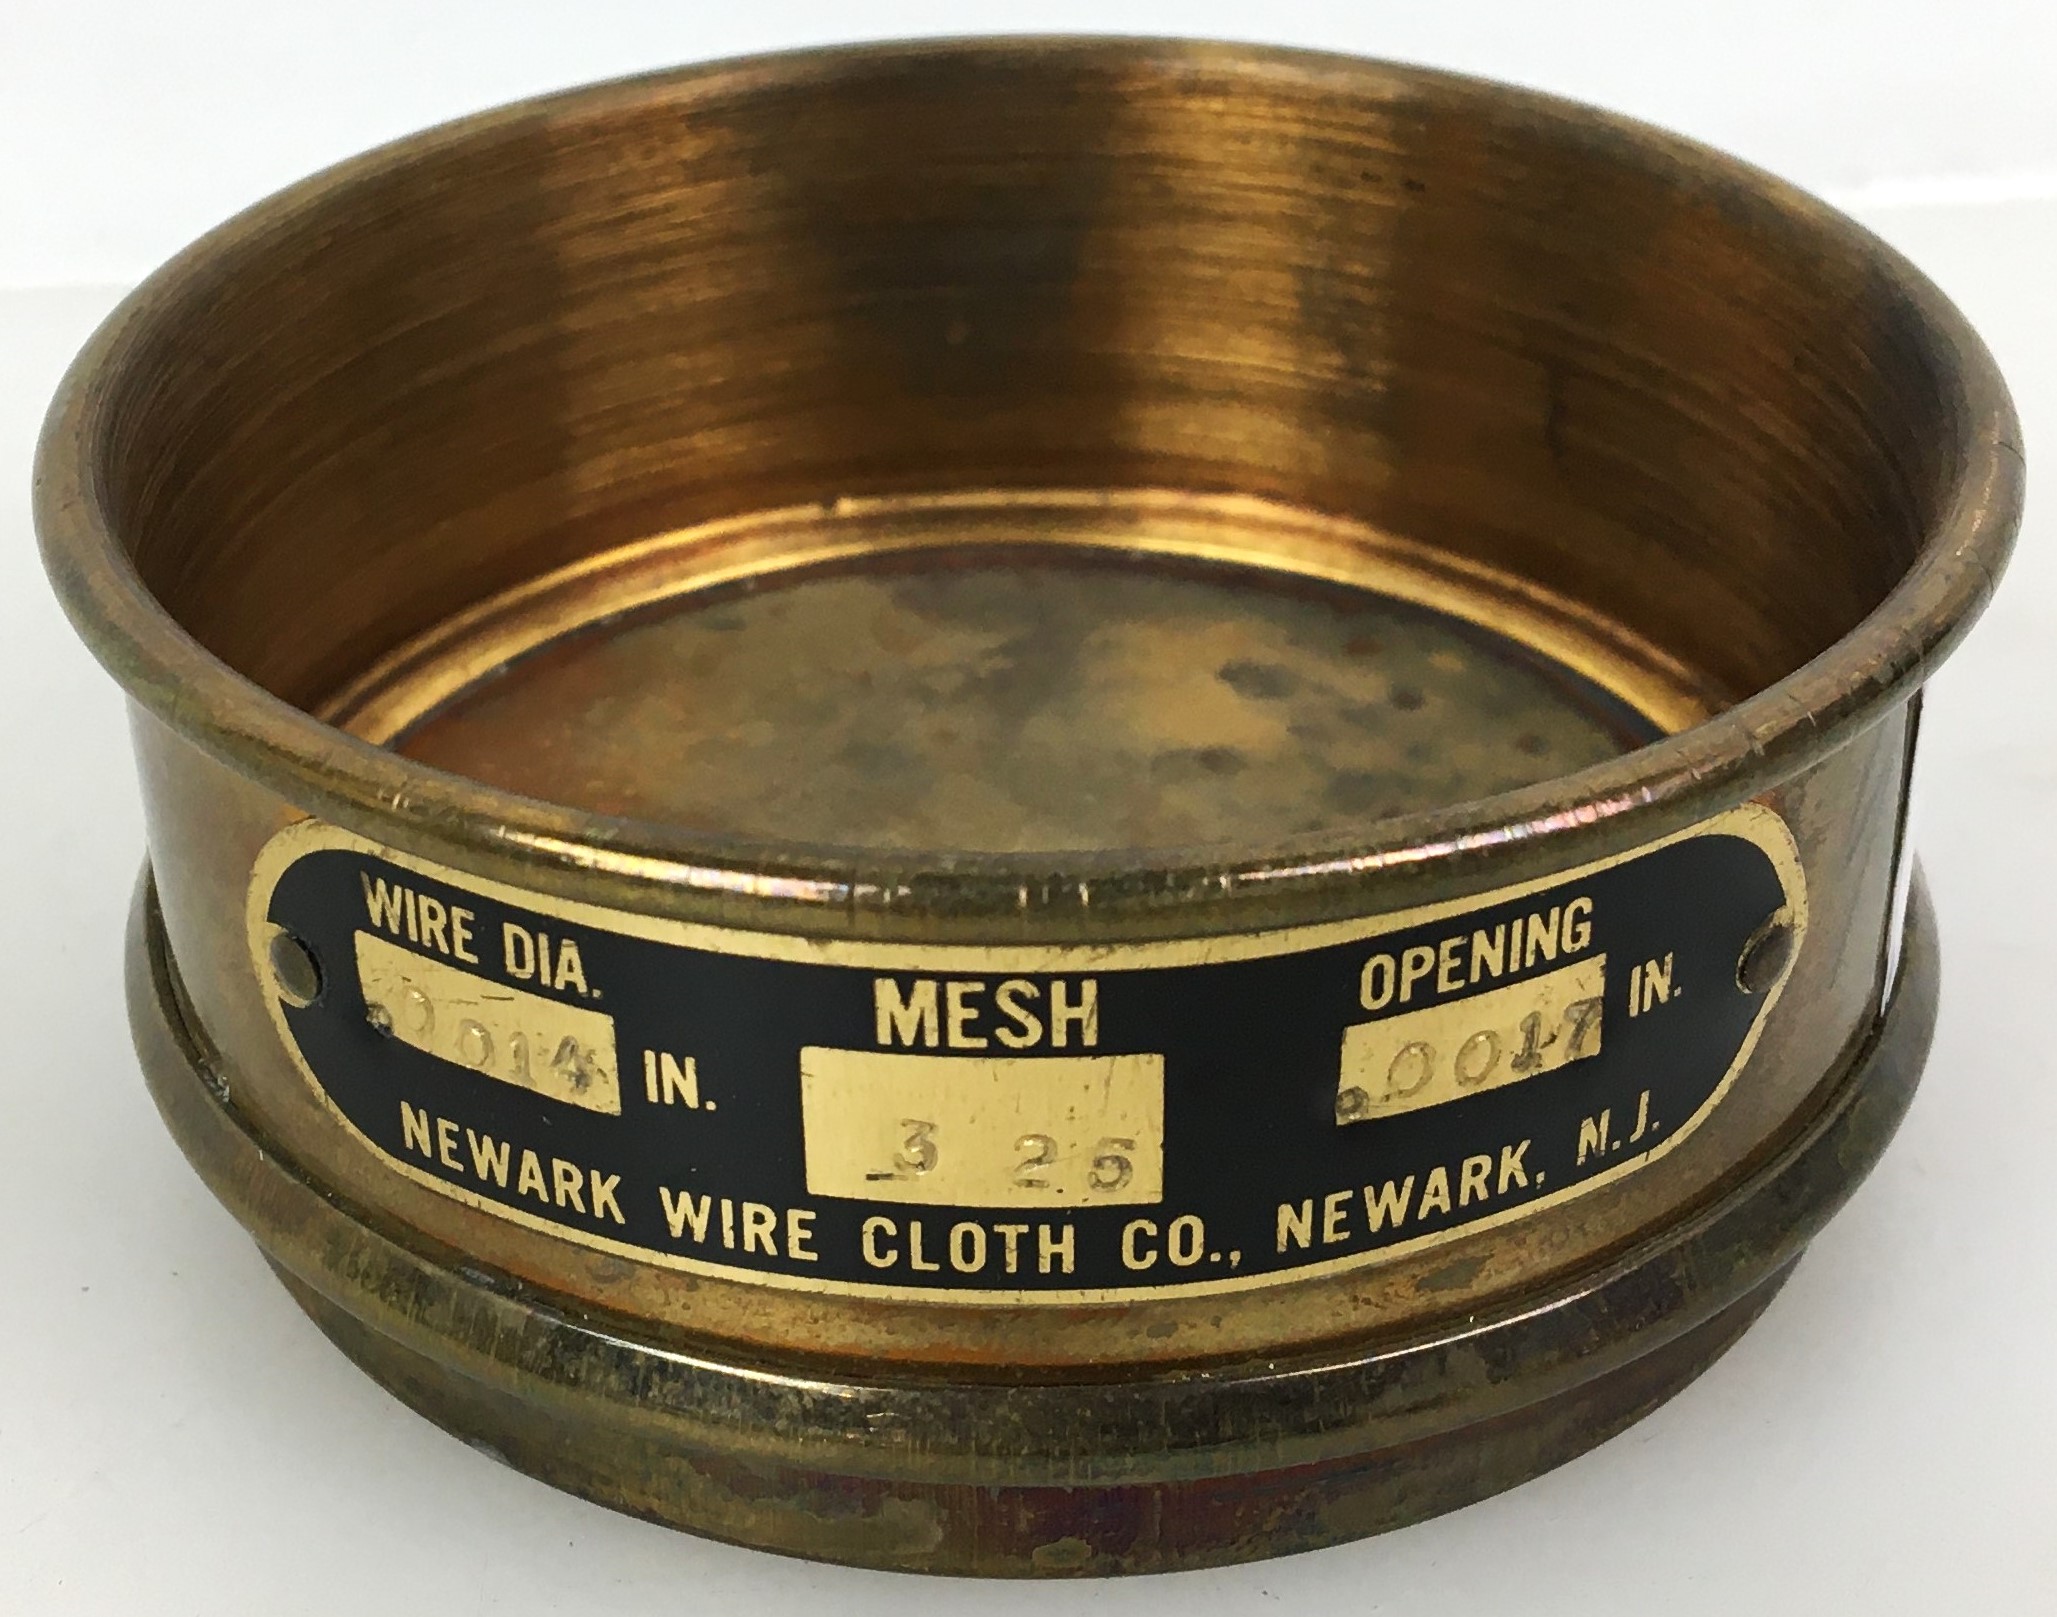 WIRE DIA.
.0014 IN.
MESH
325
OPENING
.0017 IN.
NEWARK WIRE CLOTH CO., NEWARK, N.J.